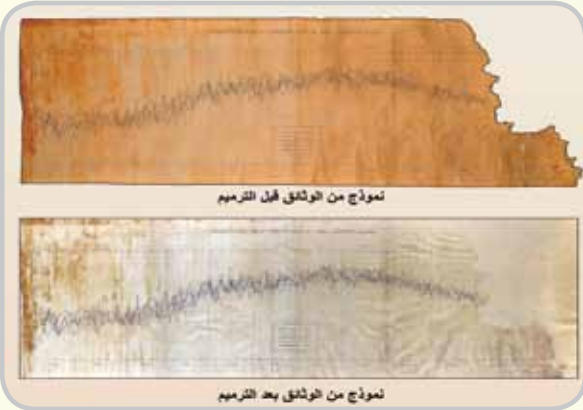 نموذج من الوثائق قبل الترميم
نموذج من الوثائق بعد الترميم